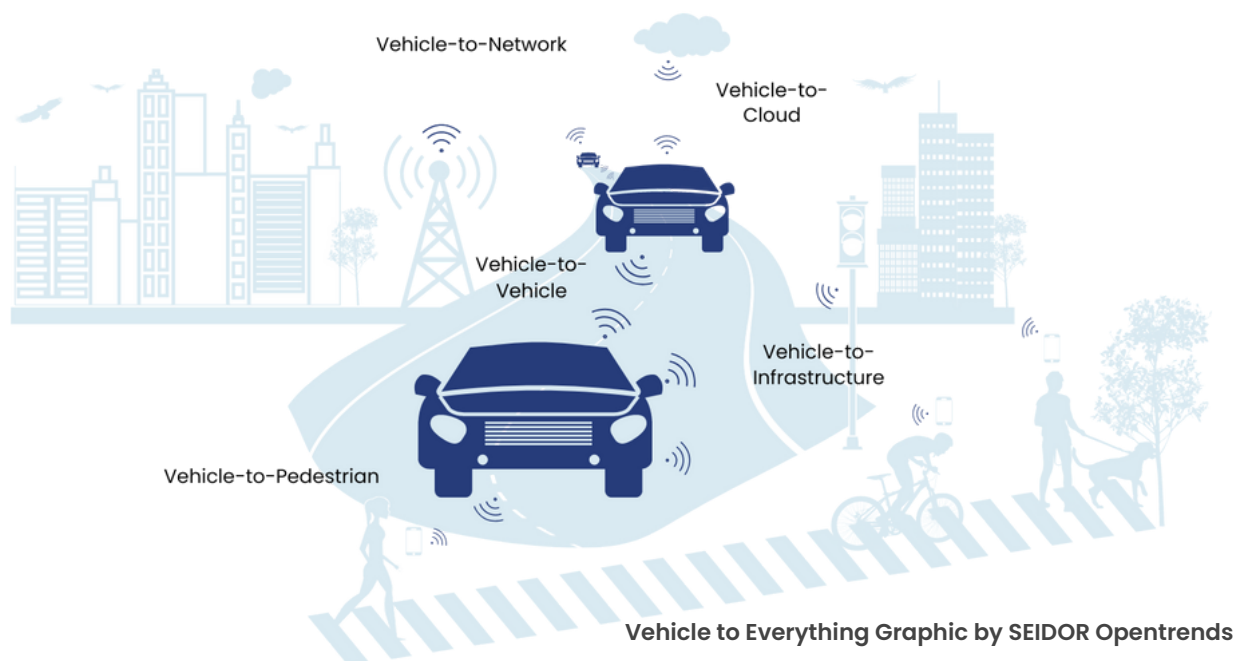 Vehicle-to-Network
Vehicle-to-
Cloud
Vehicle-to-
Vehicle
Vehicle-to-
Infrastructure
Vehicle-to-Pedestrian
Vehicle to Everything Graphic by SEIDOR Opentrends